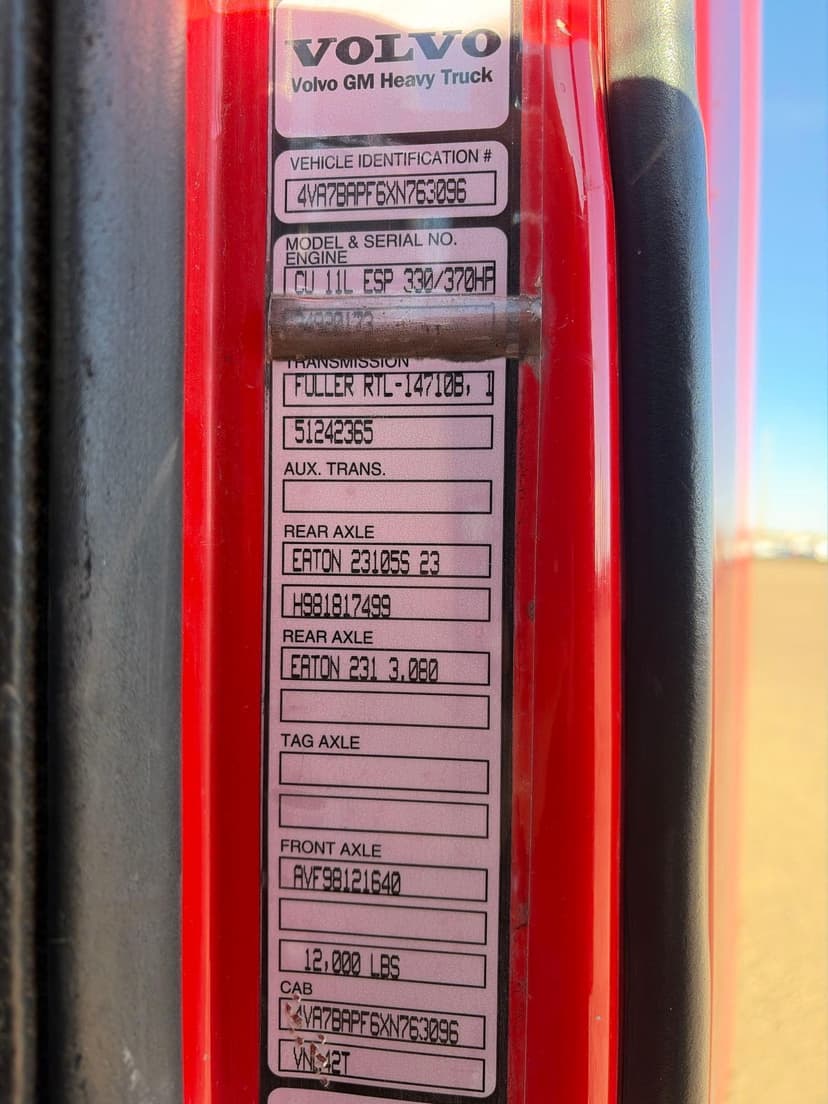 VOLVO
Volvo GM Heavy Truck
VEHICLE IDENTIFICATION #
4VA7BAPF6XN763096
MODEL & SERIAL NO.
ENGINE
CU 11L ESP 330/370HP
TRANSMISSION
FULLER RTL-14710B, 1
51242365
AUX. TRANS.
REAR AXLE
EATON 23105S 23
H981817499
REAR AXLE
EATON 231 3.080
TAG AXLE
FRONT AXLE
AVF98121640
12,000 LBS
CAB
4VA7BAPF6XN763096